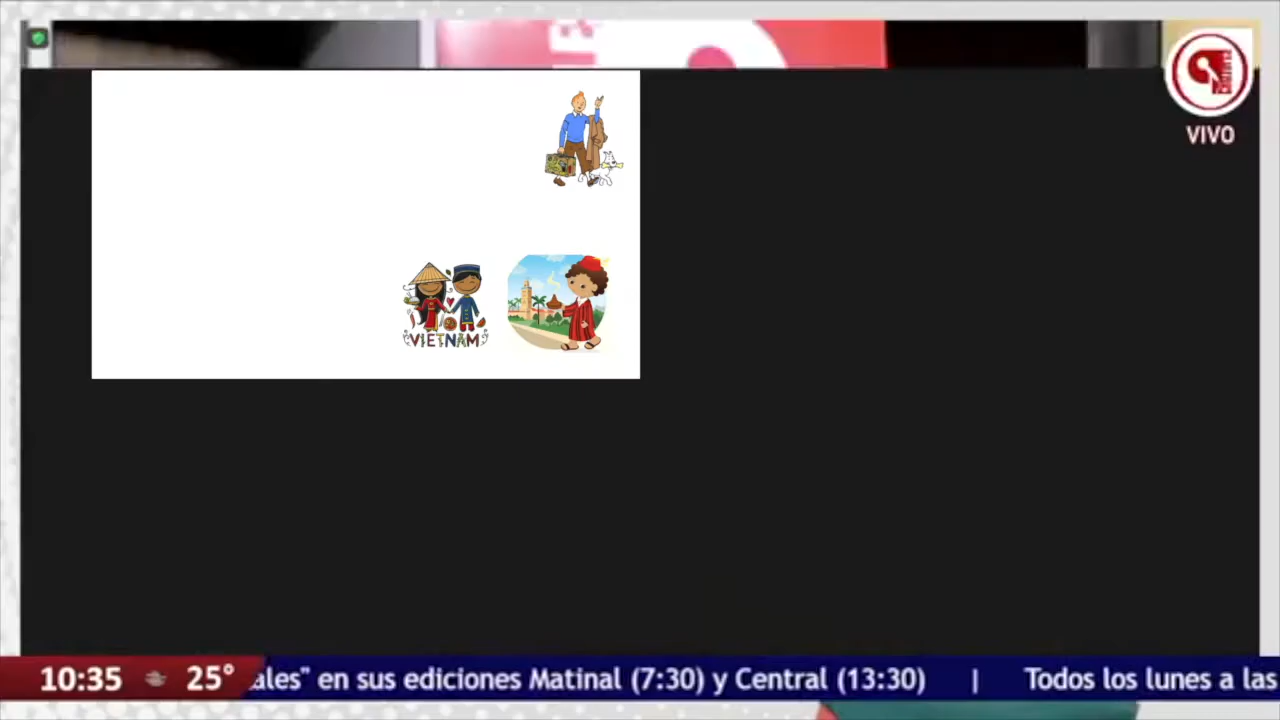 VIVO
VIETNAM
10:35 25° ales" en sus ediciones Matinal (7:30) y Central (13:30) | Todos los lunes a las